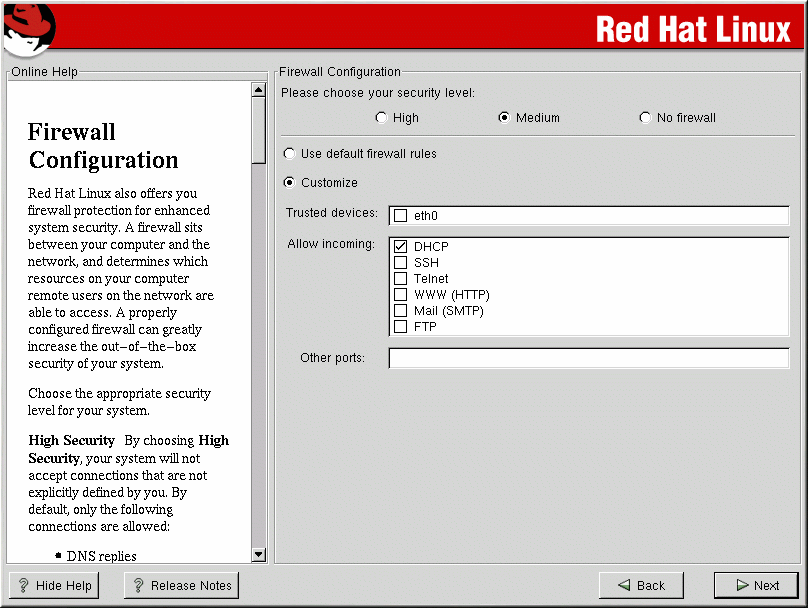 Red Hat Linux
Online Help
Firewall
Configuration
Red Hat Linux also offers you
firewall protection for enhanced
system security. A firewall sits
between your computer and the
network, and determines which
resources on your computer
remote users on the network are
able to access. A properly
configured firewall can greatly
increase the out-of-the-box
security of your system.
Choose the appropriate security
level for your system.
High Security By choosing High
Security, your system will not
accept connections that are not
explicitly defined by you. By
default, only the following
connections are allowed:
• DNS replies
Firewall Configuration
Please choose your security level:
High Medium No firewall
Use default firewall rules
Customize
Trusted devices: eth0
Allow incoming: DHCP
SSH
Telnet
WWW (HTTP)
Mail (SMTP)
FTP
Other ports:
? Hide Help ? Release Notes Back Next